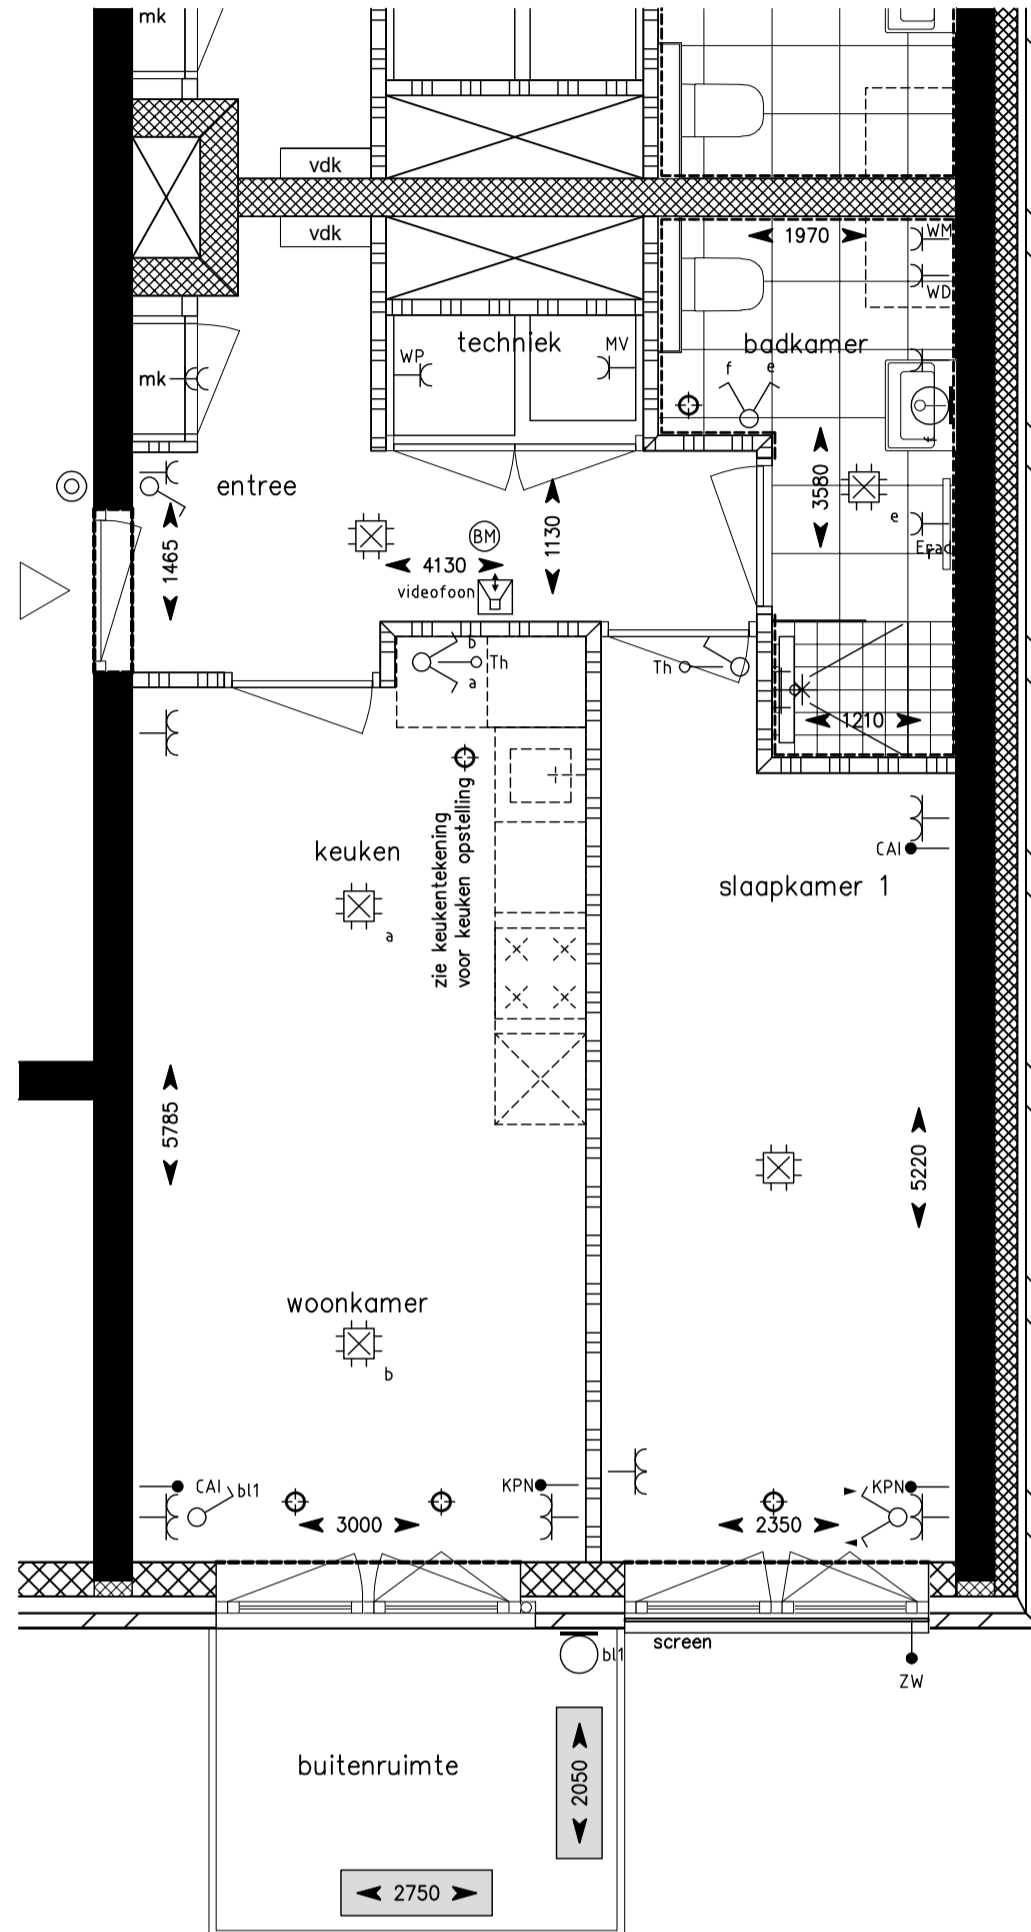 mk
vdk
vdk
1970
WM
WD
techniek
WP
MV
badkamer
f
e
mk
f
entree
3580
e
Erad
1465
1130
BM
4130
videofoon
b
Th
a
Th
1210
keuken
a
zie keukentekening
voor keuken opstelling
CAI
slaapkamer 1
5785
5220
woonkamer
b
CAI
bl1
KPN
KPN
3000
2350
screen
bl1
ZW
buitenruimte
2050
2750